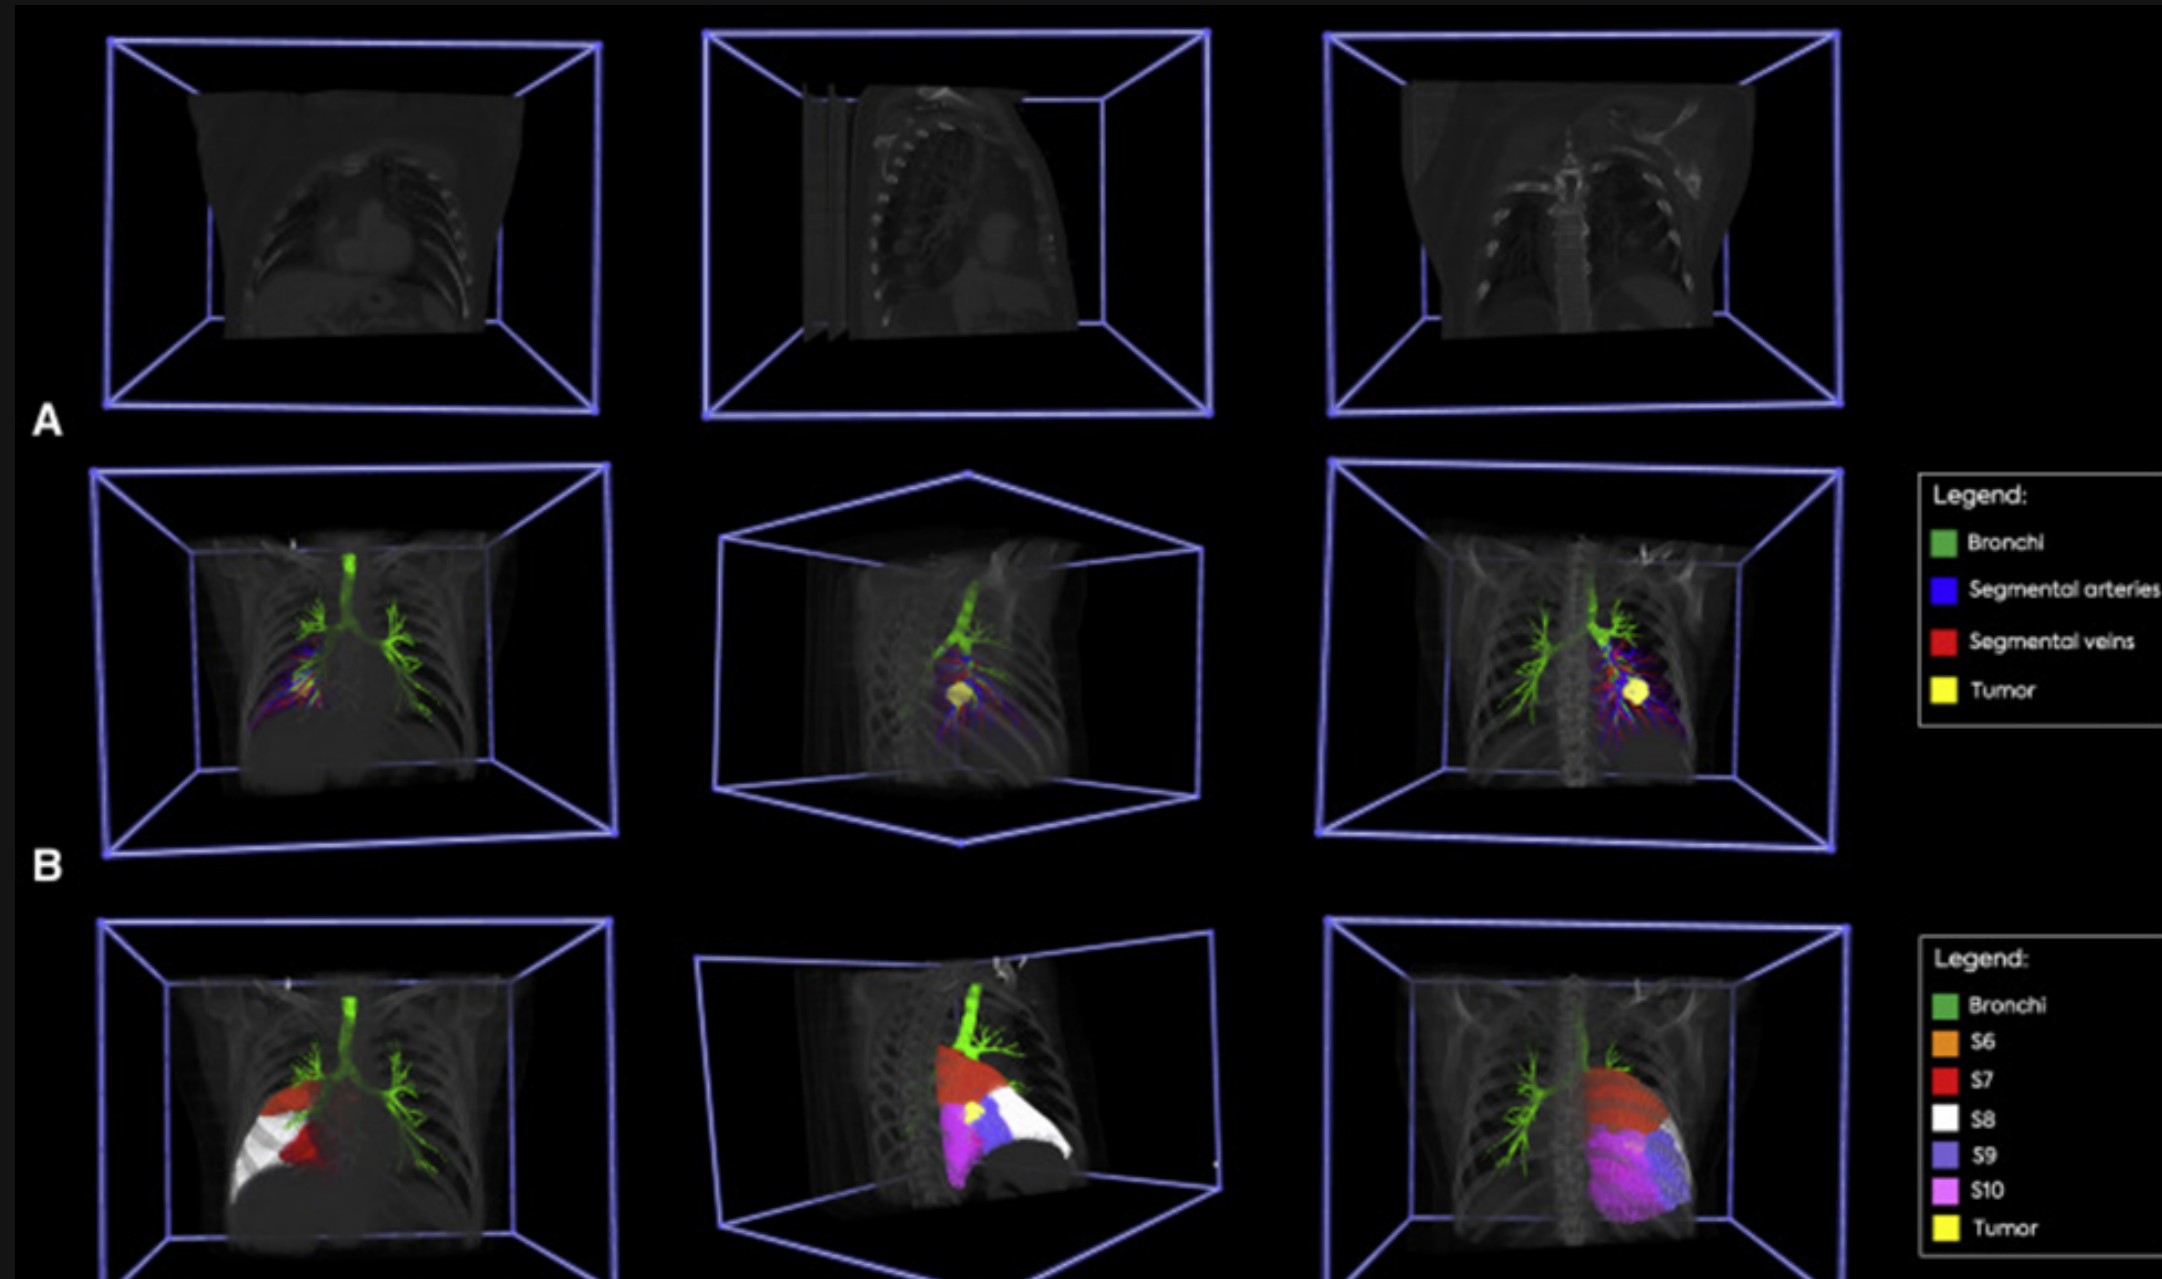 A
Legend:
Bronchi
Segmental arteries
Segmental veins
Tumor
B
Legend:
Bronchi
S6
S7
S8
S9
S10
Tumor